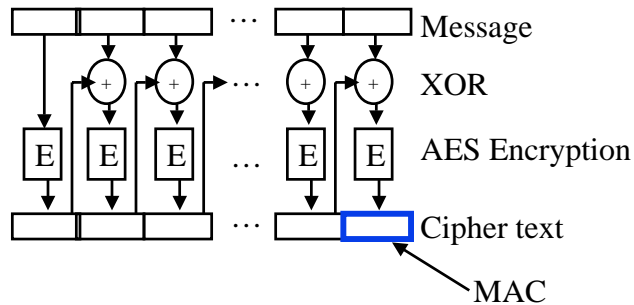 … Message
+ + + + XOR
…
E E E E E AES Encryption
…
… Cipher text
MAC